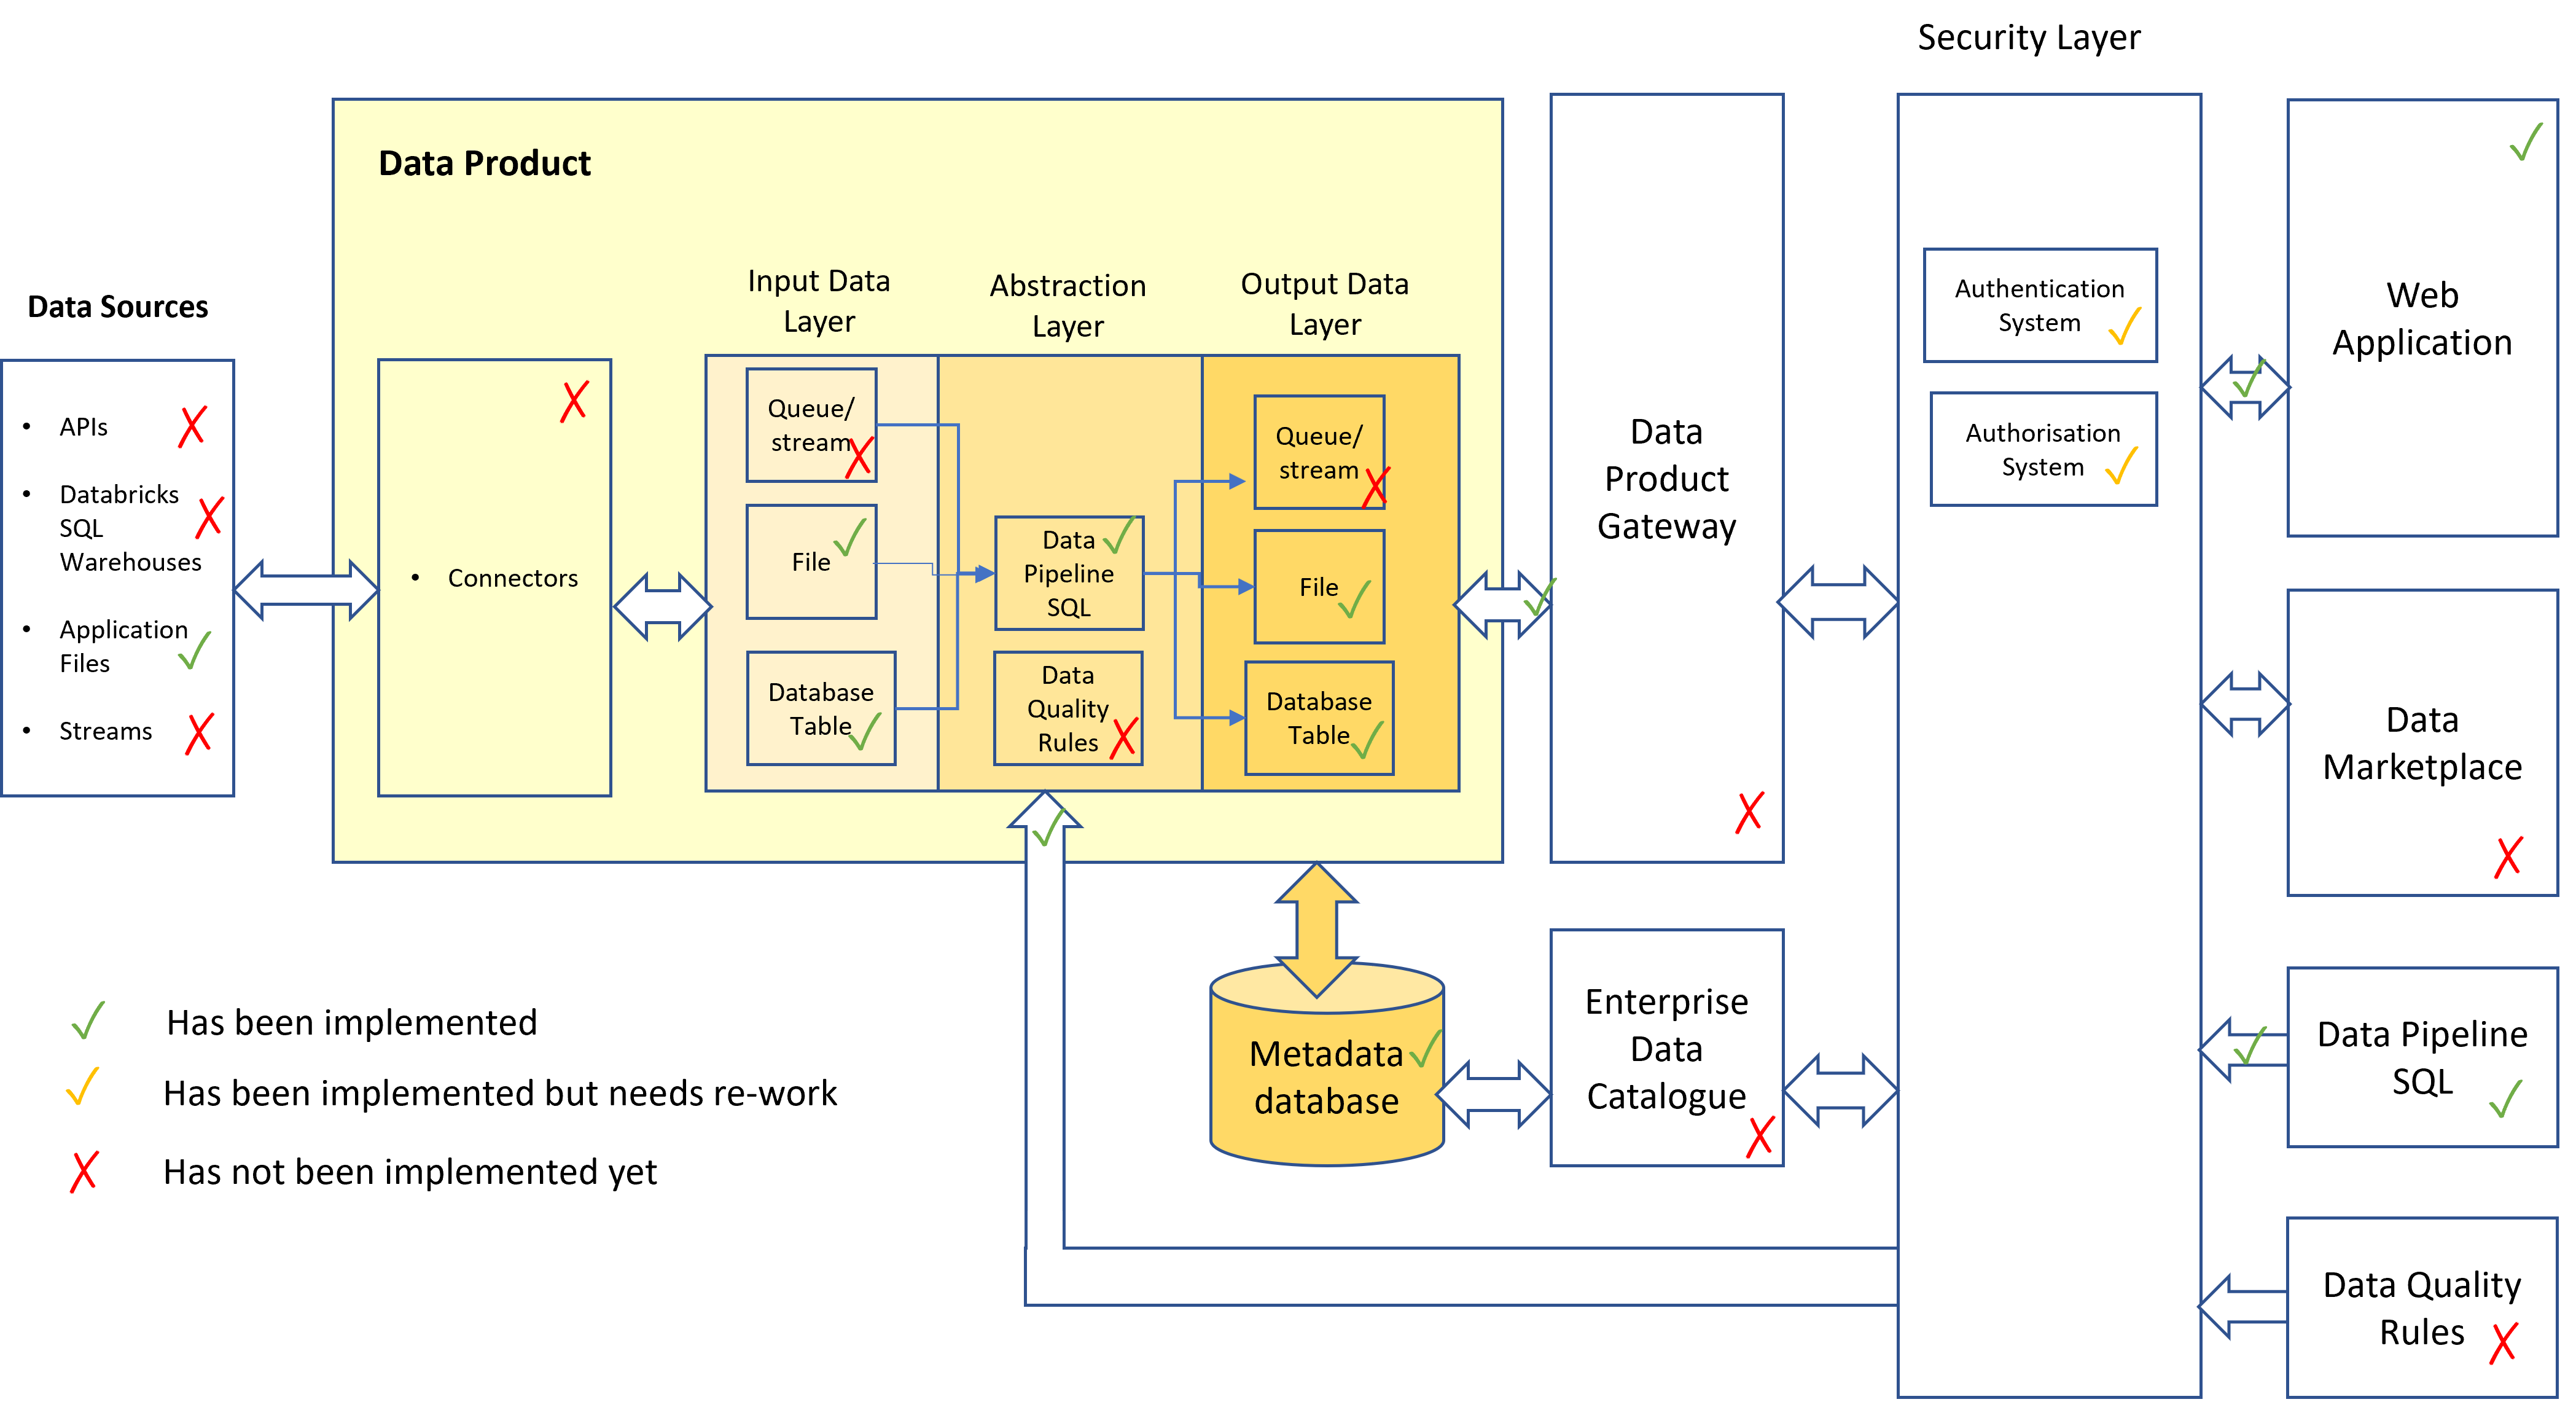 Security Layer
Data Product
Data Sources
• APIs
• Databricks
SQL
Warehouses
• Application
Files
• Streams
• Connectors
Input Data
Layer
Queue/
stream
File
Database
Table
Abstraction
Layer
Data
Pipeline
SQL
Data
Quality
Rules
Output Data
Layer
Queue/
stream
File
Database
Table
Data
Product
Gateway
Authentication
System
Authorisation
System
Web
Application
Data
Marketplace
Data Pipeline
SQL
Data Quality
Rules
Metadata
database
Enterprise
Data
Catalogue
Has been implemented
Has been implemented but needs re-work
Has not been implemented yet